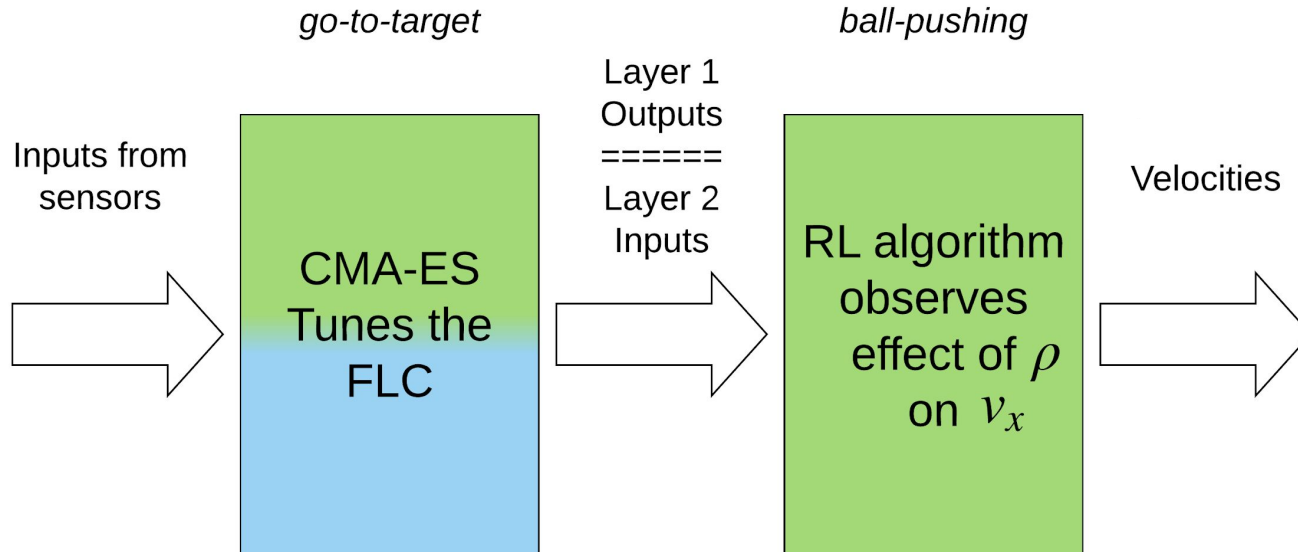 go-to-target
ball-pushing
Inputs from
sensors
CMA-ES
Tunes the
FLC
Layer 1
Outputs
======
Layer 2
Inputs
RL algorithm
observes
effect of ρ
on vₓ
Velocities